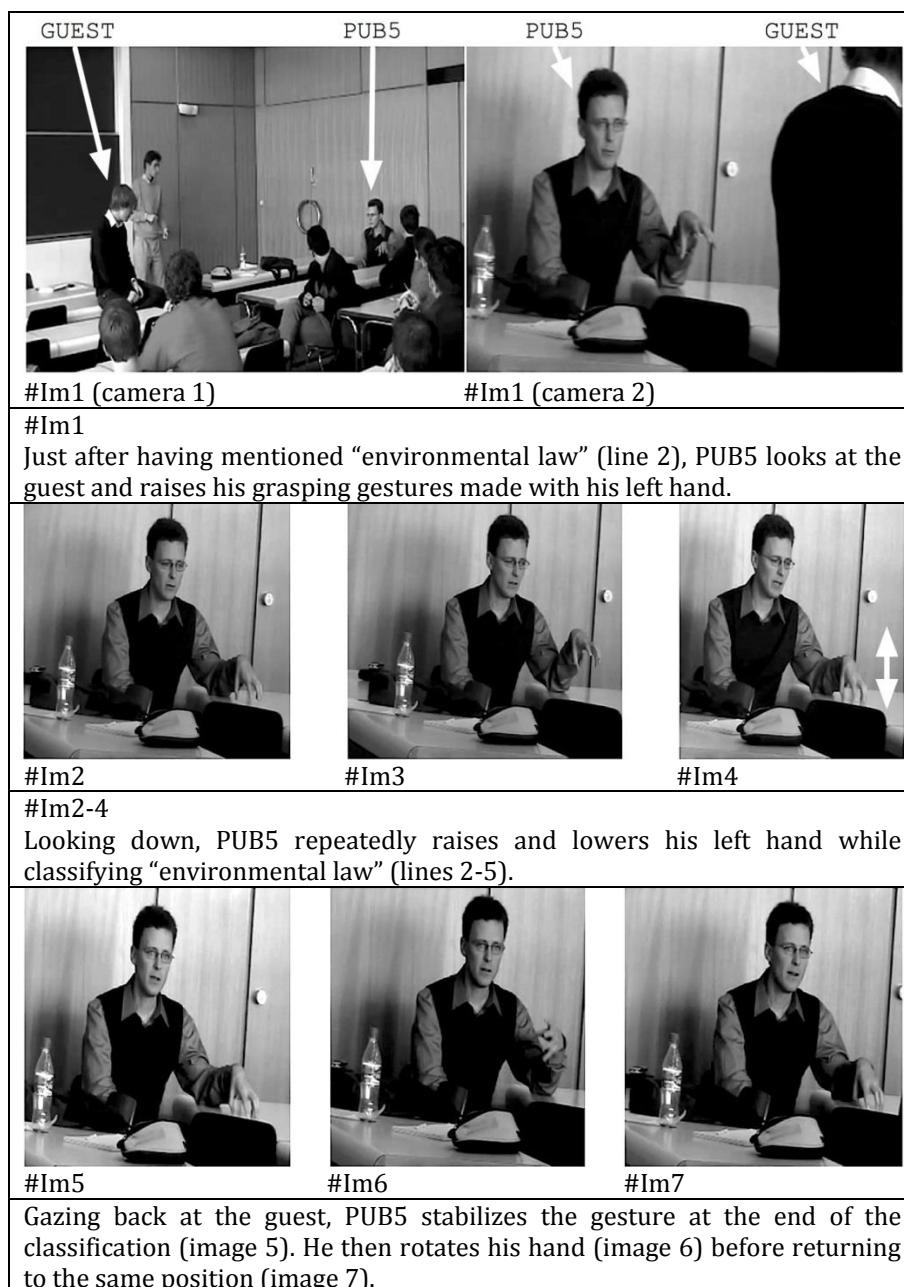 GUEST PUB5 PUB5 GUEST
#Im1 (camera 1) #Im1 (camera 2)
#Im1
Just after having mentioned “environmental law” (line 2), PUB5 looks at the
guest and raises his grasping gestures made with his left hand.
#Im2 #Im3 #Im4
#Im2-4
Looking down, PUB5 repeatedly raises and lowers his left hand while
classifying “environmental law” (lines 2-5).
#Im5 #Im6 #Im7
Gazing back at the guest, PUB5 stabilizes the gesture at the end of the
classification (image 5). He then rotates his hand (image 6) before returning
to the same position (image 7).